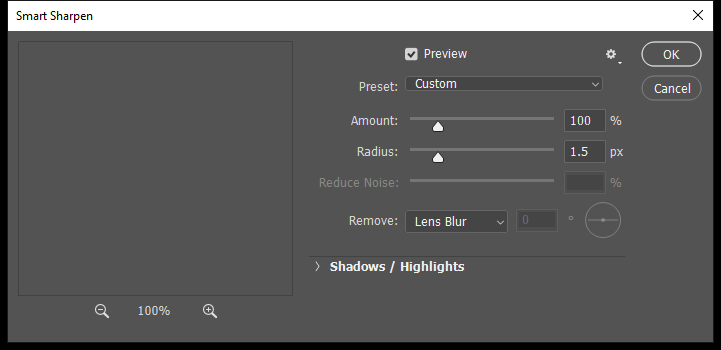 Smart Sharpen
Preview
OK
Preset: Custom
Cancel
Amount: 100 %
Radius: 1.5 px
Reduce Noise: %
Remove: Lens Blur 0 °
Shadows / Highlights
100%